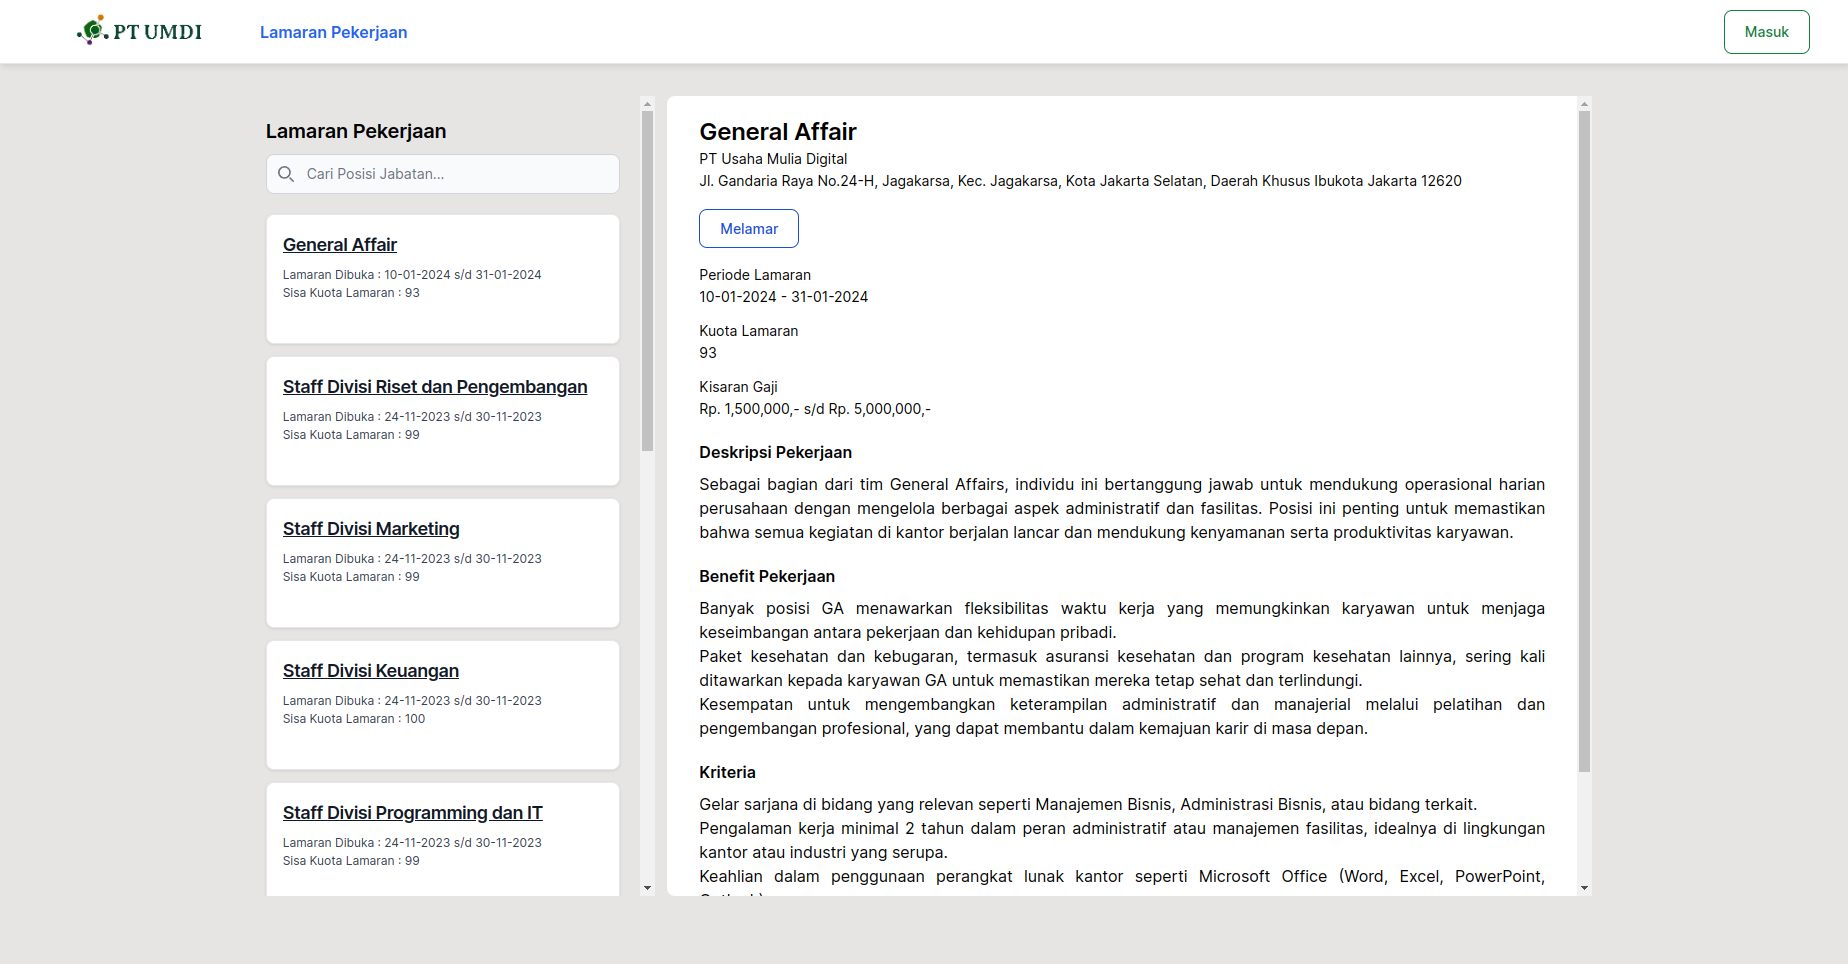 PT UMDI
Lamaran Pekerjaan
Masuk
Lamaran Pekerjaan
Cari Posisi Jabatan...
General Affair
Lamaran Dibuka : 10-01-2024 s/d 31-01-2024
Sisa Kuota Lamaran : 93
Staff Divisi Riset dan Pengembangan
Lamaran Dibuka : 24-11-2023 s/d 30-11-2023
Sisa Kuota Lamaran : 99
Staff Divisi Marketing
Lamaran Dibuka : 24-11-2023 s/d 30-11-2023
Sisa Kuota Lamaran : 99
Staff Divisi Keuangan
Lamaran Dibuka : 24-11-2023 s/d 30-11-2023
Sisa Kuota Lamaran : 100
Staff Divisi Programming dan IT
Lamaran Dibuka : 24-11-2023 s/d 30-11-2023
Sisa Kuota Lamaran : 99
General Affair
PT Usaha Mulia Digital
Jl. Gandaria Raya No.24-H, Jagakarsa, Kec. Jagakarsa, Kota Jakarta Selatan, Daerah Khusus Ibukota Jakarta 12620
Melamar
Periode Lamaran
10-01-2024 - 31-01-2024
Kuota Lamaran
93
Kisaran Gaji
Rp. 1,500,000,- s/d Rp. 5,000,000,-
Deskripsi Pekerjaan
Sebagai bagian dari tim General Affairs, individu ini bertanggung jawab untuk mendukung operasional harian
perusahaan dengan mengelola berbagai aspek administratif dan fasilitas. Posisi ini penting untuk memastikan
bahwa semua kegiatan di kantor berjalan lancar dan mendukung kenyamanan serta produktivitas karyawan.
Benefit Pekerjaan
Banyak posisi GA menawarkan fleksibilitas waktu kerja yang memungkinkan karyawan untuk menjaga
keseimbangan antara pekerjaan dan kehidupan pribadi.
Paket kesehatan dan kebugaran, termasuk asuransi kesehatan dan program kesehatan lainnya, sering kali
ditawarkan kepada karyawan GA untuk memastikan mereka tetap sehat dan terlindungi.
Kesempatan untuk mengembangkan keterampilan administratif dan manajerial melalui pelatihan dan
pengembangan profesional, yang dapat membantu dalam kemajuan karir di masa depan.
Kriteria
Gelar sarjana di bidang yang relevan seperti Manajemen Bisnis, Administrasi Bisnis, atau bidang terkait.
Pengalaman kerja minimal 2 tahun dalam peran administratif atau manajemen fasilitas, idealnya di lingkungan
kantor atau industri yang serupa.
Keahlian dalam penggunaan perangkat lunak kantor seperti Microsoft Office (Word, Excel, PowerPoint,